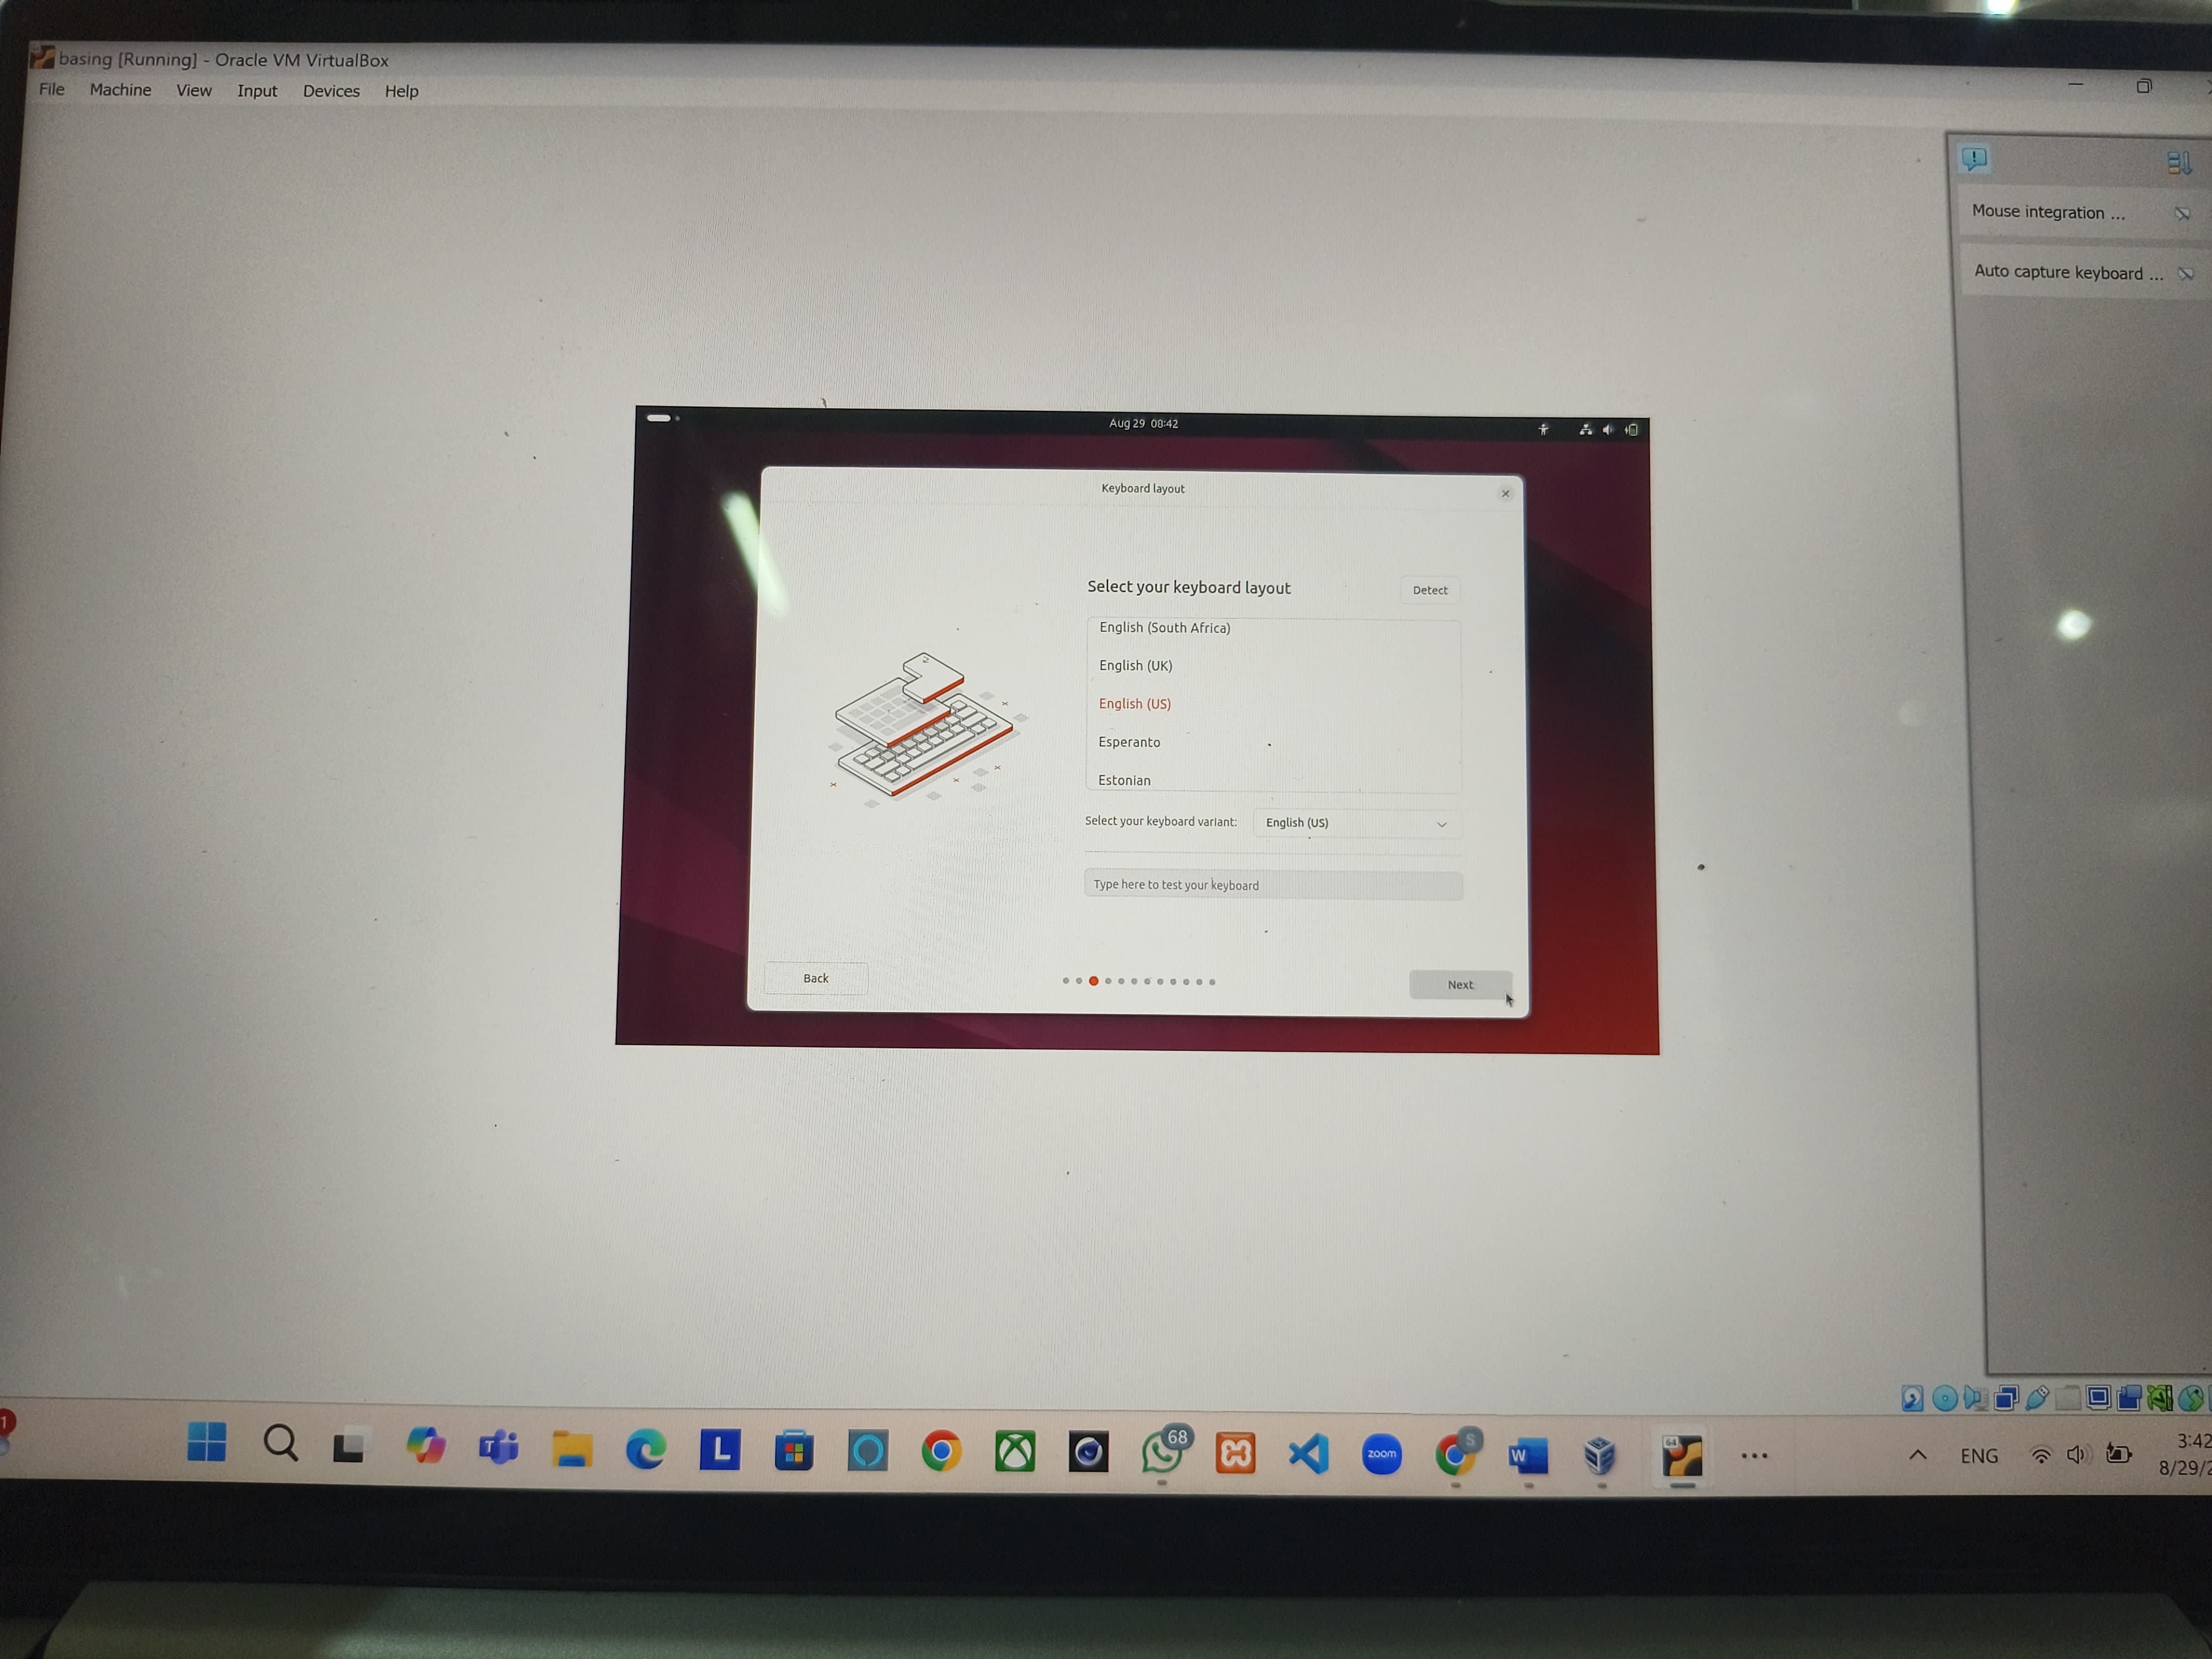 basing [Running] - Oracle VM VirtualBox
File Machine View Input Devices Help
Mouse integration ...
Auto capture keyboard ...
Aug 29 08:42
Keyboard layout
Select your keyboard layout
Detect
English (South Africa)
English (UK)
English (US)
Esperanto
Estonian
Select your keyboard variant: English (US)
Type here to test your keyboard
Back
Next
1
L
68
zoom
S
W
64
T
ENG
3:42
8/29/2